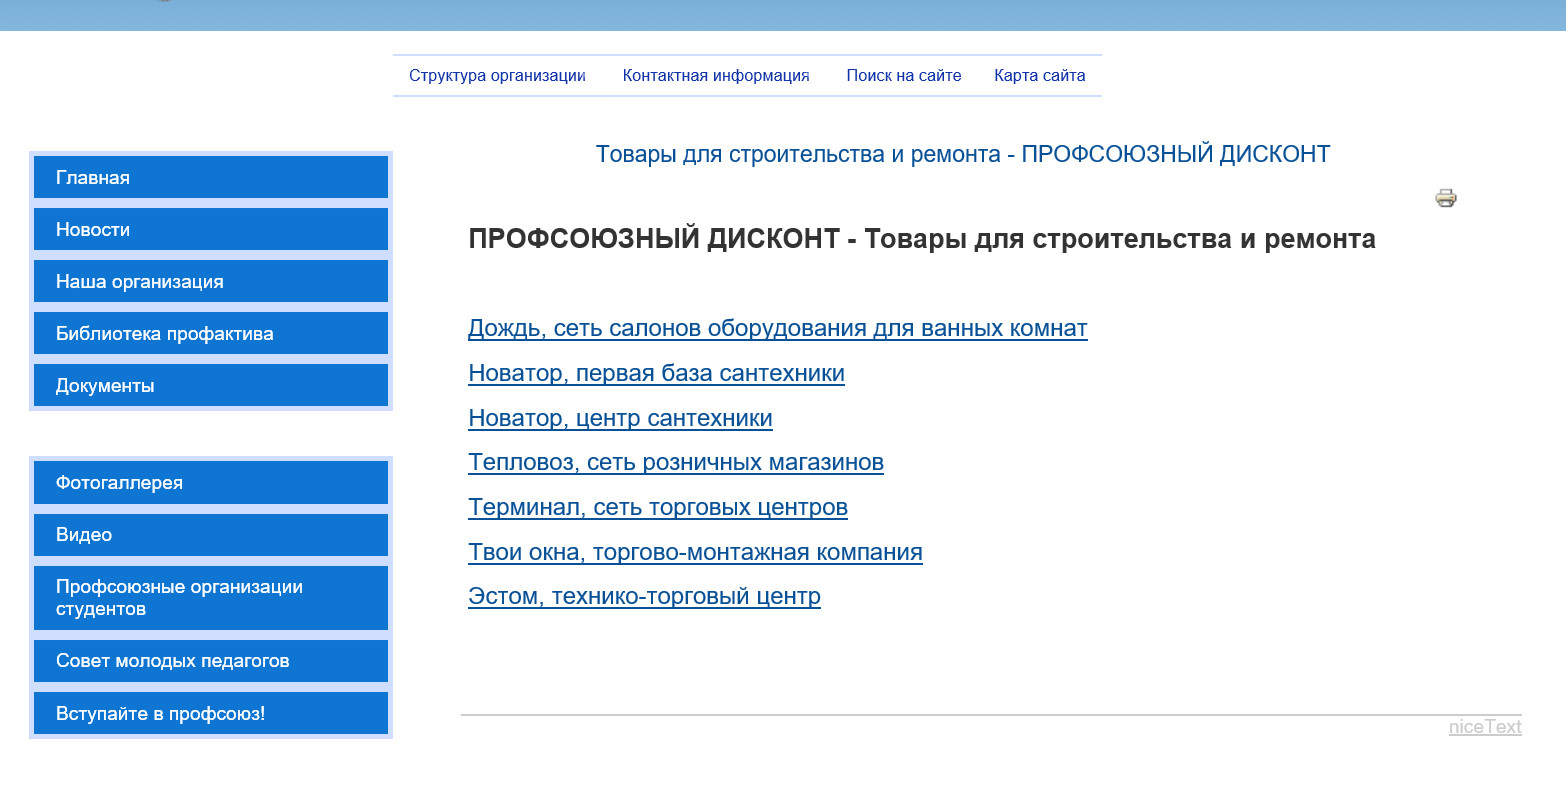 Структура организации
Контактная информация
Поиск на сайте
Карта сайта
Главная
Новости
Наша организация
Библиотека профактива
Документы
Фотогаллерея
Видео
Профсоюзные организации
студентов
Совет молодых педагогов
Вступайте в профсоюз!
Товары для строительства и ремонта - ПРОФСОЮЗНЫЙ ДИСКОНТ
ПРОФСОЮЗНЫЙ ДИСКОНТ - Товары для строительства и ремонта
Дождь, сеть салонов оборудования для ванных комнат
Новатор, первая база сантехники
Новатор, центр сантехники
Тепловоз, сеть розничных магазинов
Терминал, сеть торговых центров
Твои окна, торгово-монтажная компания
Эстом, технико-торговый центр
niceText